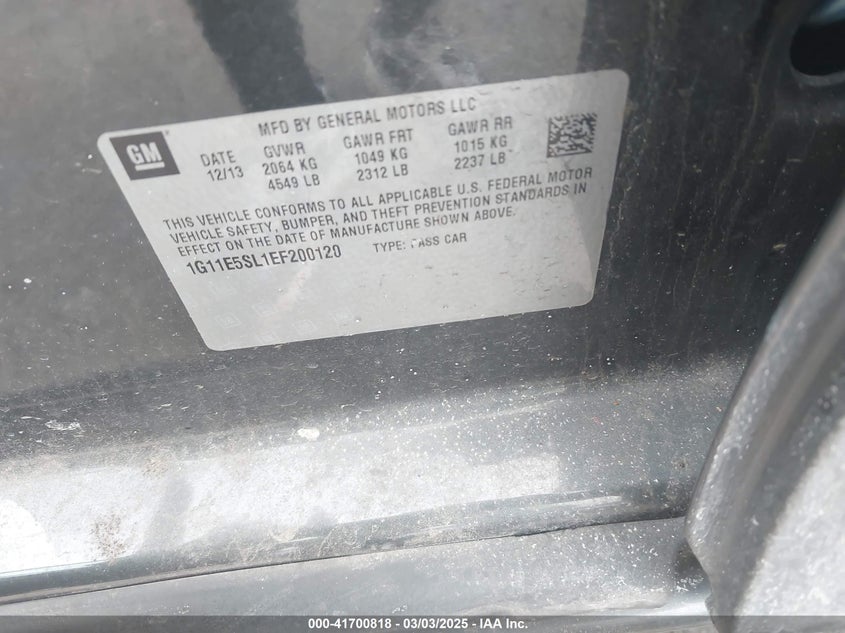 MFD BY GENERAL MOTORS LLC
GM
DATE GVWR GAWR FRT GAWR RR
12/13 2064 KG 1049 KG 1015 KG
4549 LB 2312 LB 2237 LB
THIS VEHICLE CONFORMS TO ALL APPLICABLE U.S. FEDERAL MOTOR
VEHICLE SAFETY, BUMPER, AND THEFT PREVENTION STANDARDS IN
EFFECT ON THE DATE OF MANUFACTURE SHOWN ABOVE.
1G11E5SL1EF200120 TYPE: PASS CAR
000-41700818 - 03/03/2025 - IAA Inc.